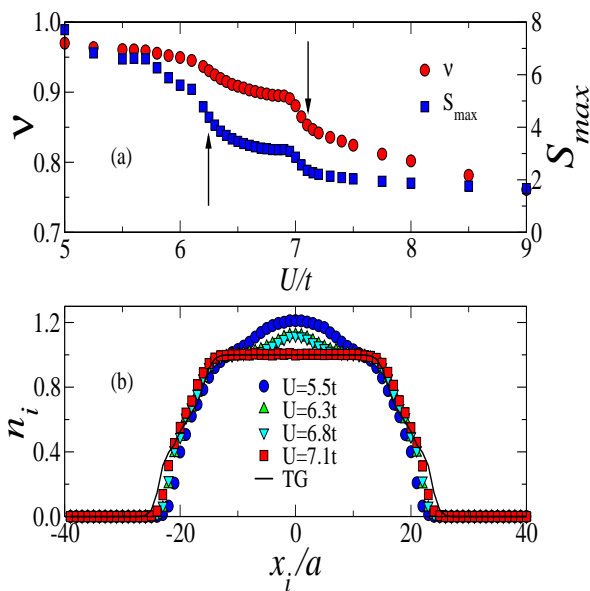 1.0
0.9
0.8
0.7
ν
8
6
4
2
0
S_max
ν
S_max
(a)
5 6 7 8 9
U/t
1.2
0.8
0.4
0.0
n_i
(b)
U=5.5t
U=6.3t
U=6.8t
U=7.1t
TG
-40 -20 0 20 40
x_i/a